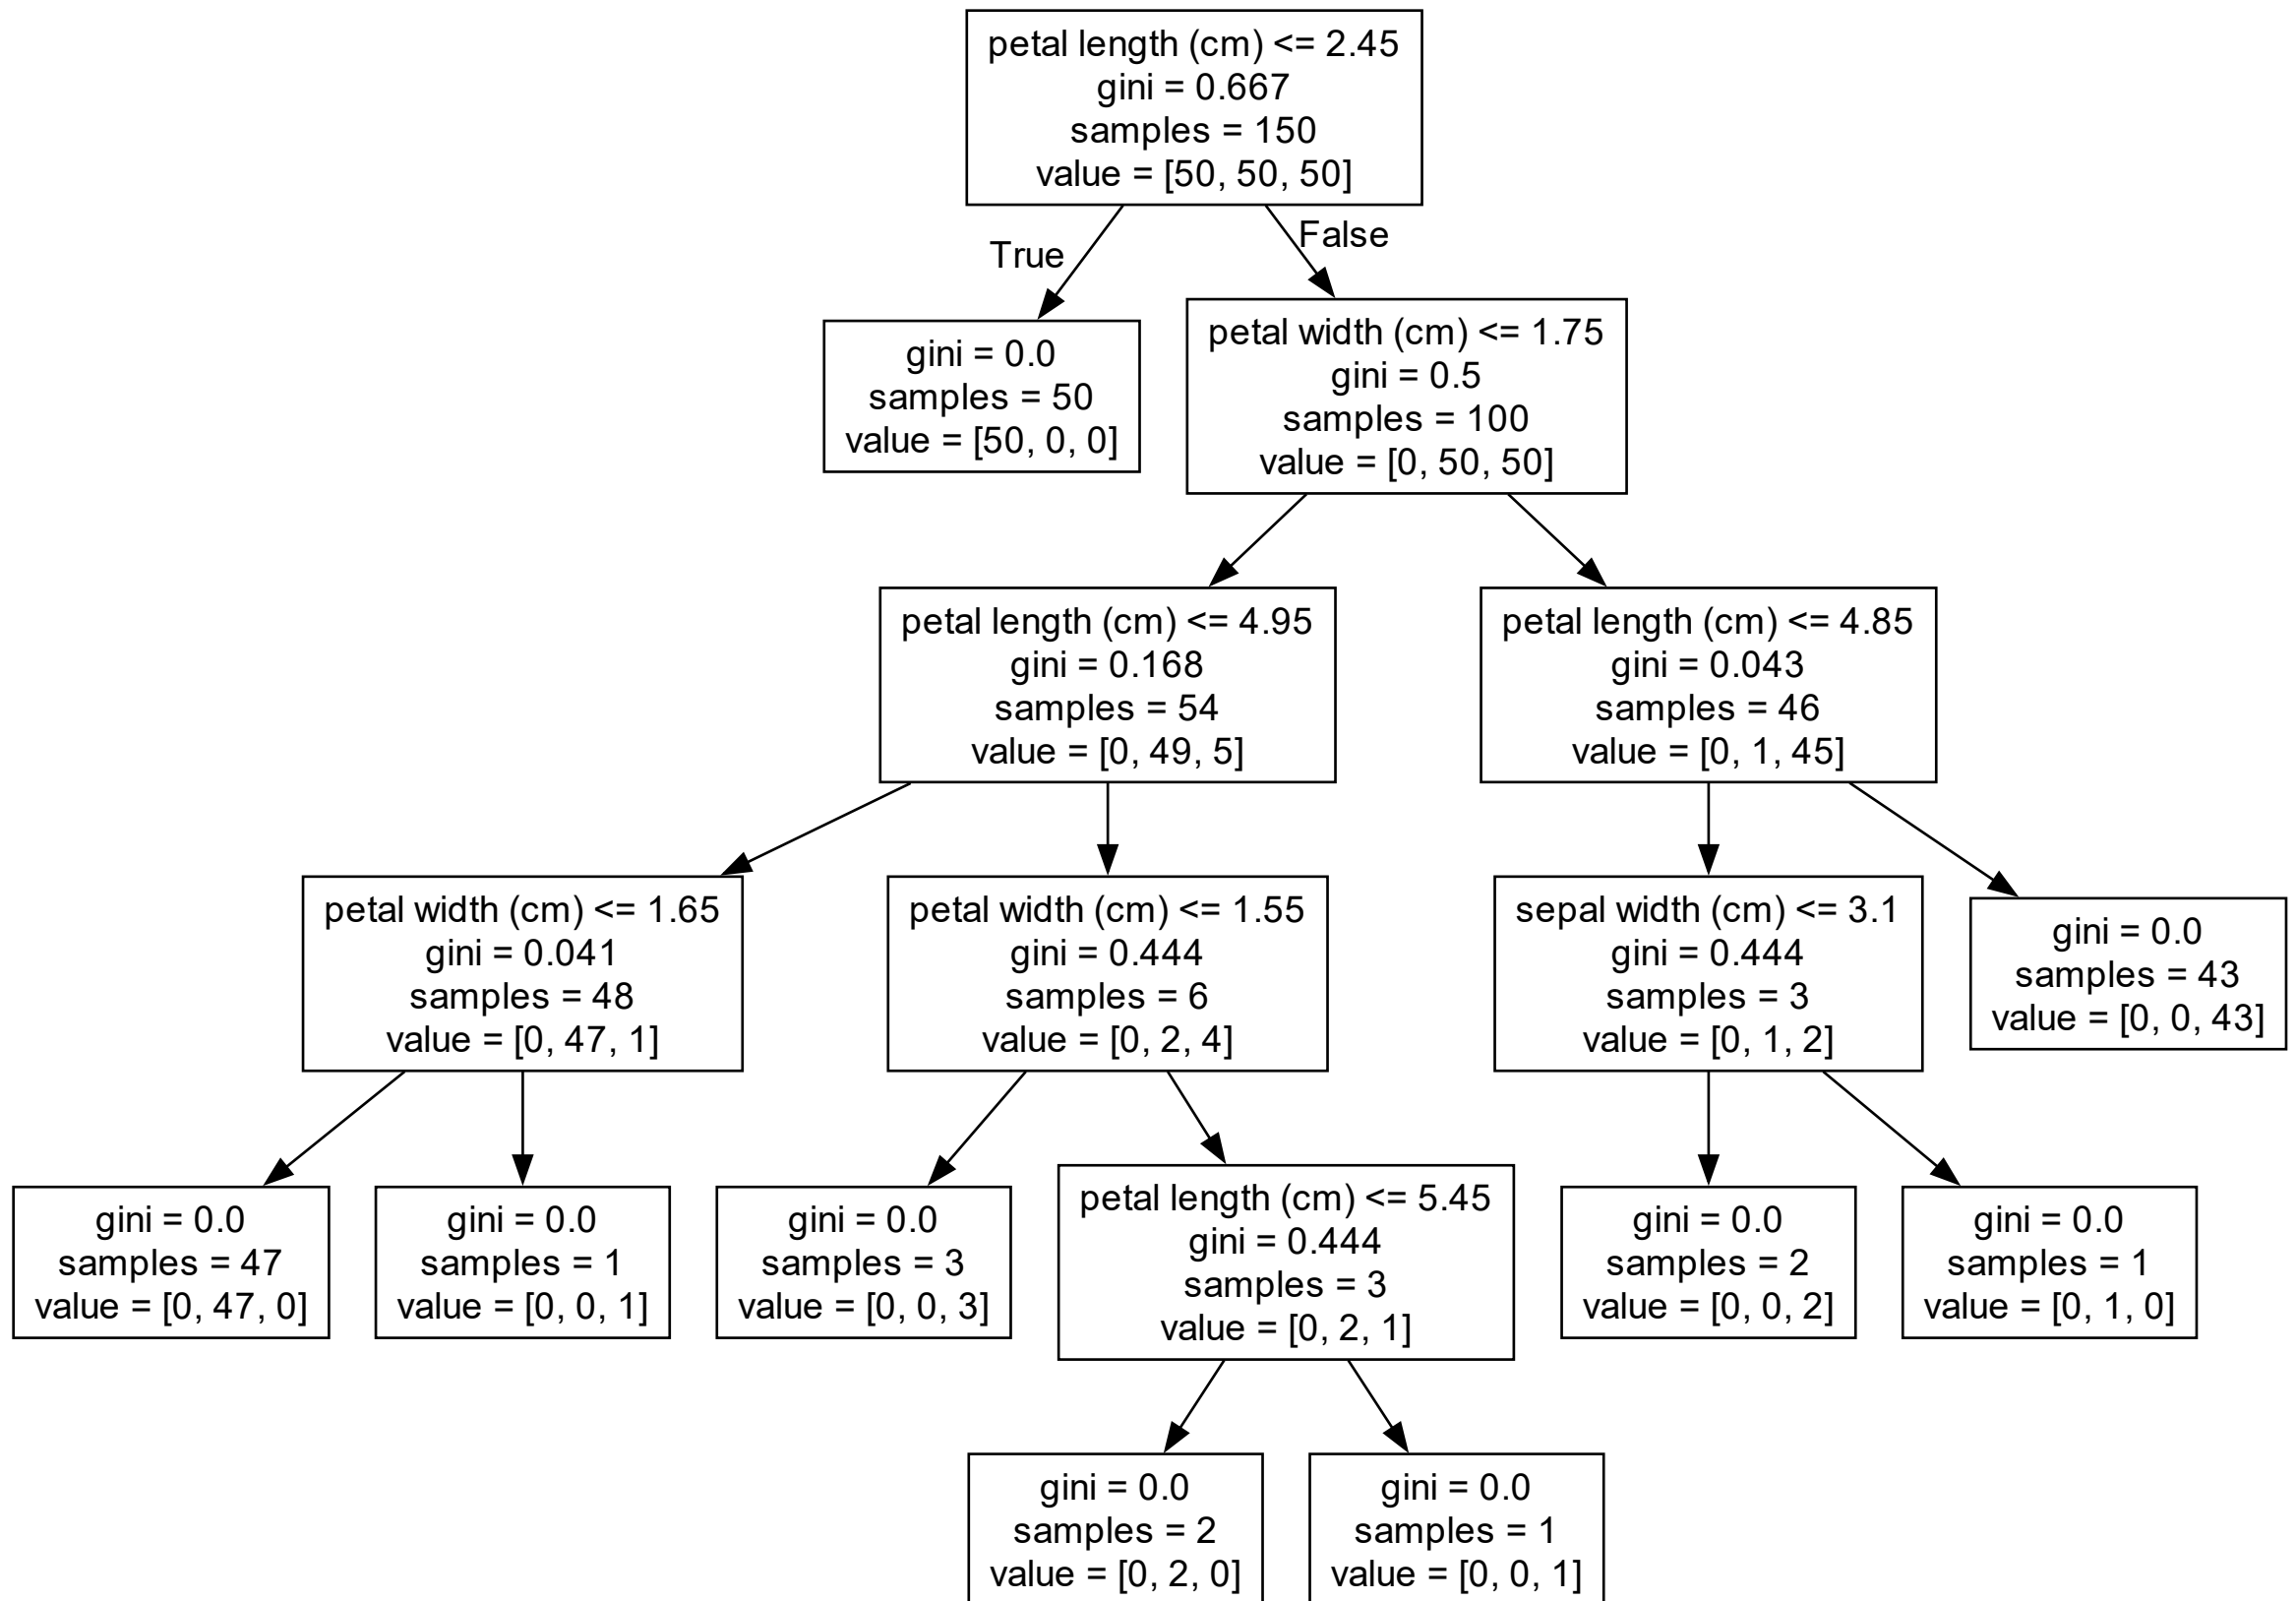 petal length (cm) <= 2.45
gini = 0.667
samples = 150
value = [50, 50, 50]
True
False
gini = 0.0
samples = 50
value = [50, 0, 0]
petal width (cm) <= 1.75
gini = 0.5
samples = 100
value = [0, 50, 50]
petal length (cm) <= 4.95
gini = 0.168
samples = 54
value = [0, 49, 5]
petal length (cm) <= 4.85
gini = 0.043
samples = 46
value = [0, 1, 45]
petal width (cm) <= 1.65
gini = 0.041
samples = 48
value = [0, 47, 1]
petal width (cm) <= 1.55
gini = 0.444
samples = 6
value = [0, 2, 4]
sepal width (cm) <= 3.1
gini = 0.444
samples = 3
value = [0, 1, 2]
gini = 0.0
samples = 43
value = [0, 0, 43]
gini = 0.0
samples = 47
value = [0, 47, 0]
gini = 0.0
samples = 1
value = [0, 0, 1]
gini = 0.0
samples = 3
value = [0, 0, 3]
petal length (cm) <= 5.45
gini = 0.444
samples = 3
value = [0, 2, 1]
gini = 0.0
samples = 2
value = [0, 0, 2]
gini = 0.0
samples = 1
value = [0, 1, 0]
gini = 0.0
samples = 2
value = [0, 2, 0]
gini = 0.0
samples = 1
value = [0, 0, 1]